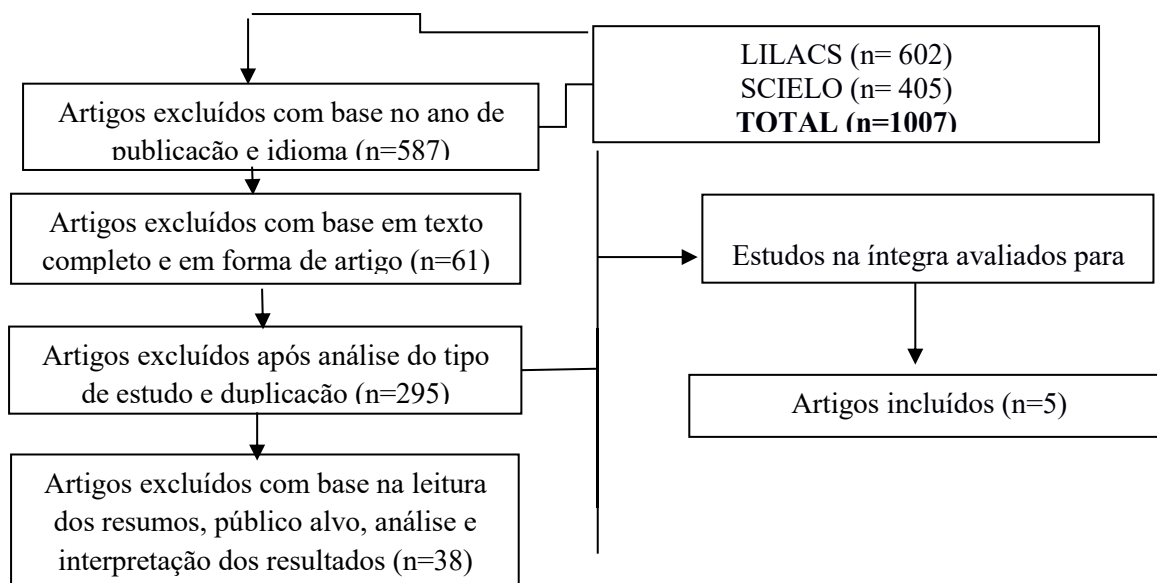 LILACS (n= 602)
SCIELO (n= 405)
TOTAL (n=1007)
Artigos excluídos com base no ano de
publicação e idioma (n=587)
Artigos excluídos com base em texto
completo e em forma de artigo (n=61)
Artigos excluídos após análise do tipo
de estudo e duplicação (n=295)
Artigos excluídos com base na leitura
dos resumos, público alvo, análise e
interpretação dos resultados (n=38)
Estudos na íntegra avaliados para
Artigos incluídos (n=5)